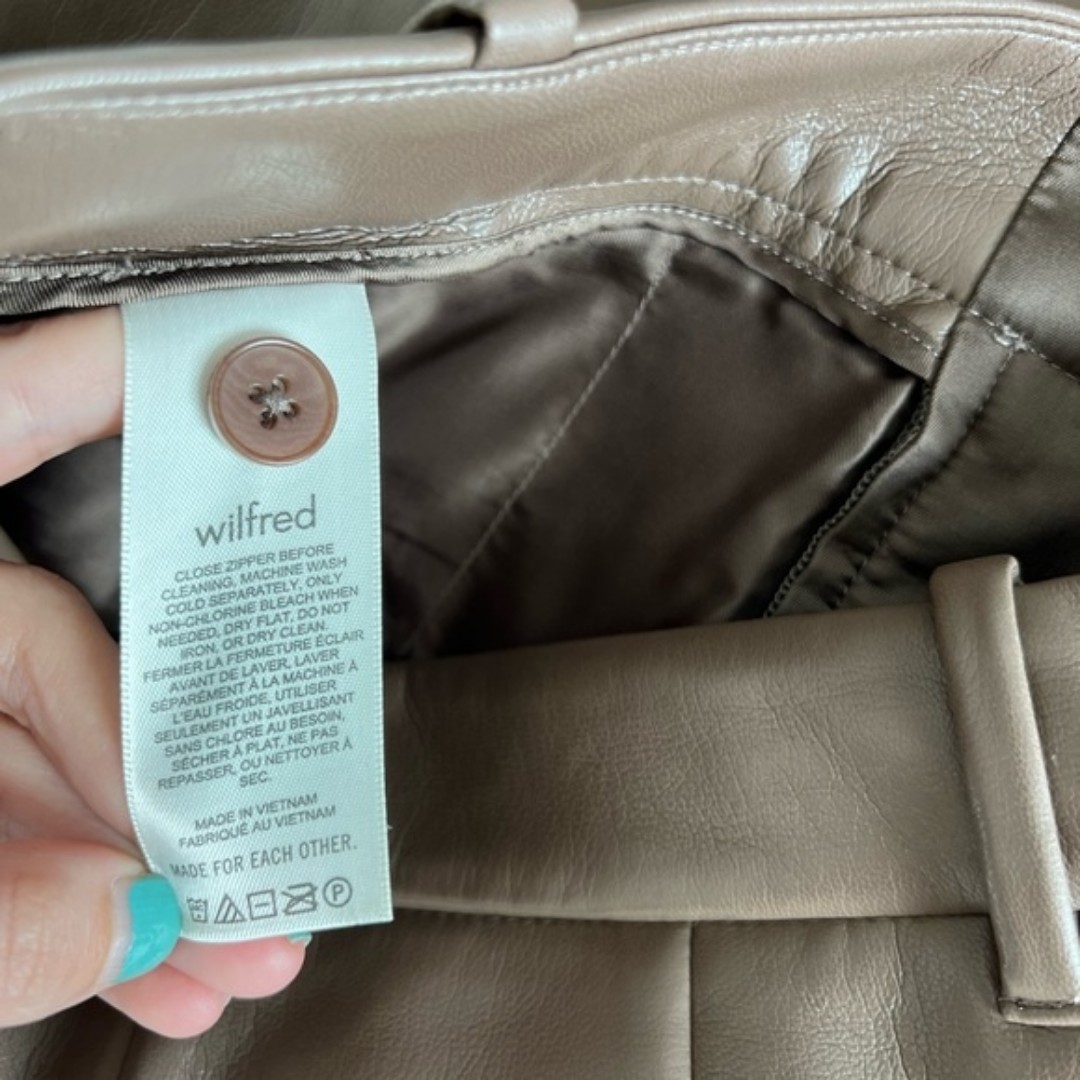 wilfred
CLOSE ZIPPER BEFORE
CLEANING, MACHINE WASH
COLD SEPARATELY, ONLY
NON-CHLORINE BLEACH WHEN
NEEDED, DRY FLAT, DO NOT
IRON, OR DRY CLEAN.
FERMER LA FERMETURE ÉCLAIR
AVANT DE LAVER, LAVER
SÉPARÉMENT À LA MACHINE À
L'EAU FROIDE, UTILISER
SEULEMENT UN JAVELLISANT
SANS CHLORE AU BESOIN,
SÉCHER À PLAT, NE PAS
REPASSER, OU NETTOYER À
SEC.
MADE IN VIETNAM
FABRIQUÉ AU VIETNAM
MADE FOR EACH OTHER.
P